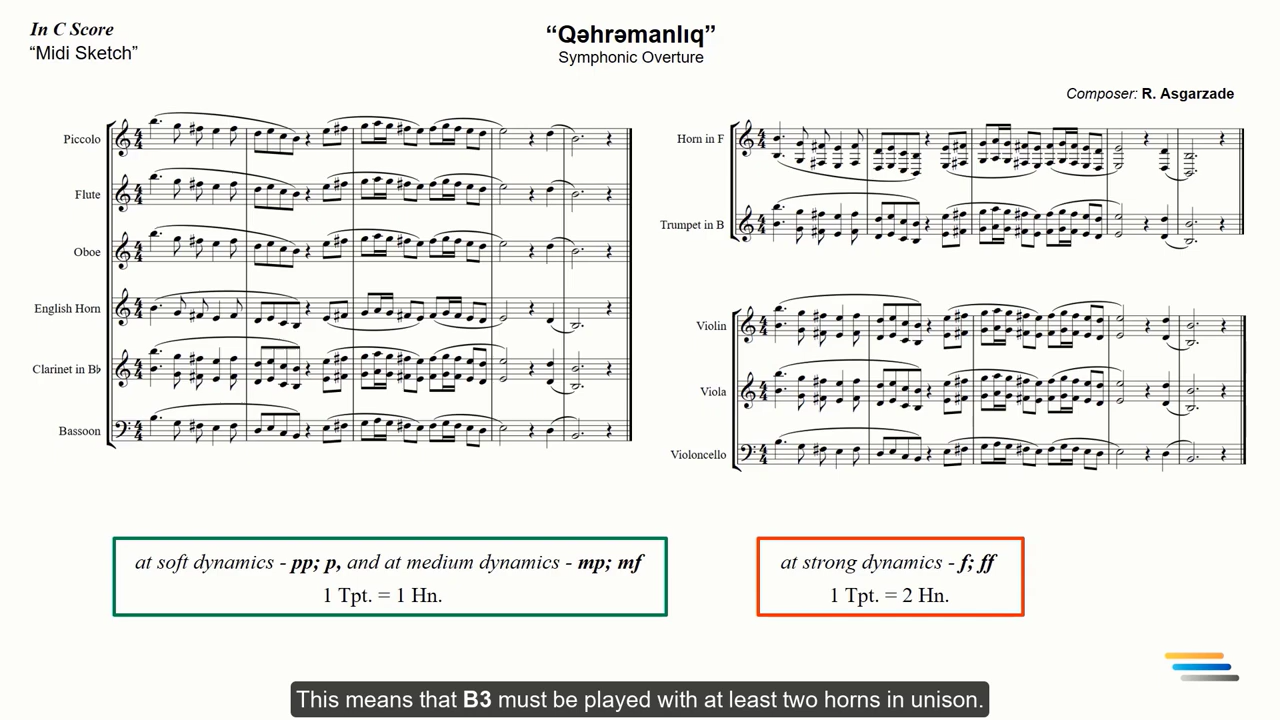 In C Score
“Midi Sketch”
“Qəhrəmanlıq”
Symphonic Overture
Composer: R. Asgarzade
Piccolo
Flute
Oboe
English Horn
Clarinet in B♭
Bassoon
Horn in F
Trumpet in B
Violin
Viola
Violoncello
at soft dynamics - pp; p, and at medium dynamics - mp; mf
1 Tpt. = 1 Hn.
at strong dynamics - f; ff
1 Tpt. = 2 Hn.
This means that B3 must be played with at least two horns in unison.